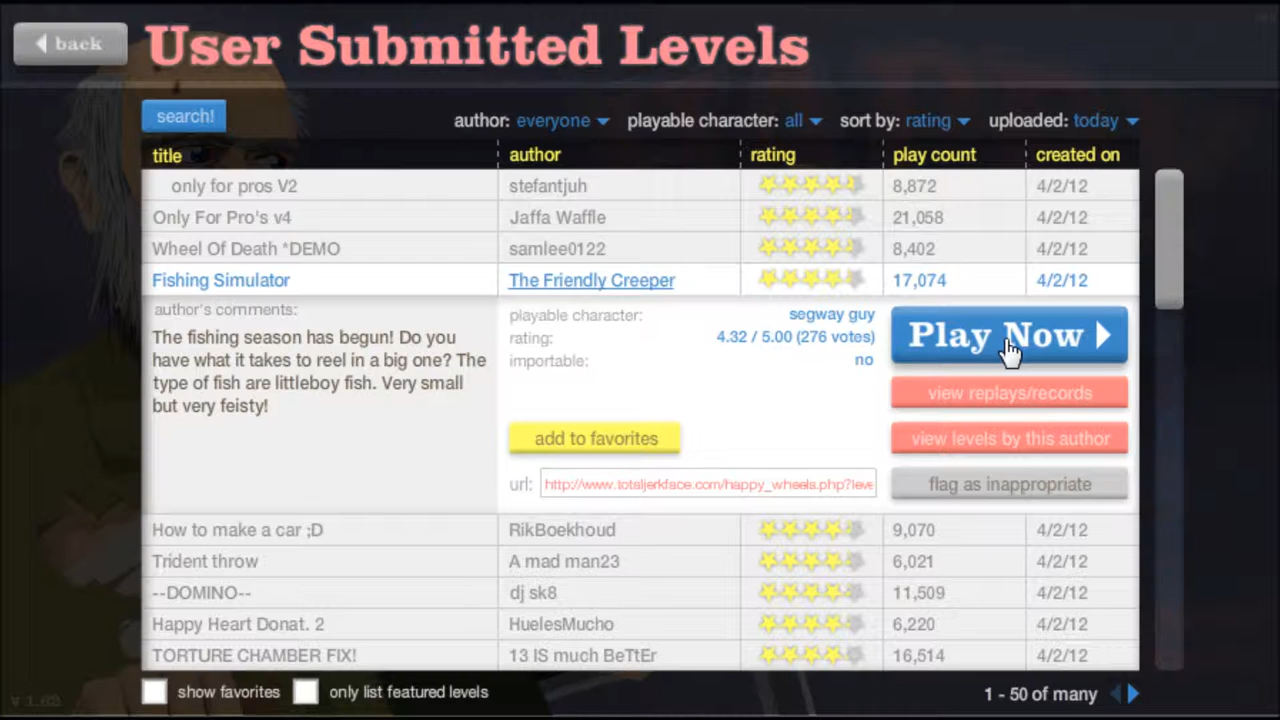 back
User Submitted Levels
search!
author: everyone playable character: all sort by: rating uploaded: today
title author rating play count created on
only for pros V2 stefantjuh 8,872 4/2/12
Only For Pro's v4 Jaffa Waffle 21,058 4/2/12
Wheel Of Death *DEMO samlee0122 8,402 4/2/12
Fishing Simulator The Friendly Creeper 17,074 4/2/12
author's comments:
The fishing season has begun! Do you
have what it takes to reel in a big one? The
type of fish are littleboy fish. Very small
but very feisty!
playable character: segway guy
rating: 4.32 / 5.00 (276 votes)
importable: no
add to favorites
url: http://www.totaljerkface.com/happy_wheels.php?leve
Play Now
view replays/records
view levels by this author
flag as inappropriate
How to make a car ;D RikBoekhoud 9,070 4/2/12
Trident throw A mad man23 6,021 4/2/12
--DOMINO-- dj sk8 11,509 4/2/12
Happy Heart Donat. 2 HuelesMucho 6,220 4/2/12
TORTURE CHAMBER FIX! 13 IS much BeTtEr 16,514 4/2/12
show favorites only list featured levels 1 - 50 of many
v 1.62